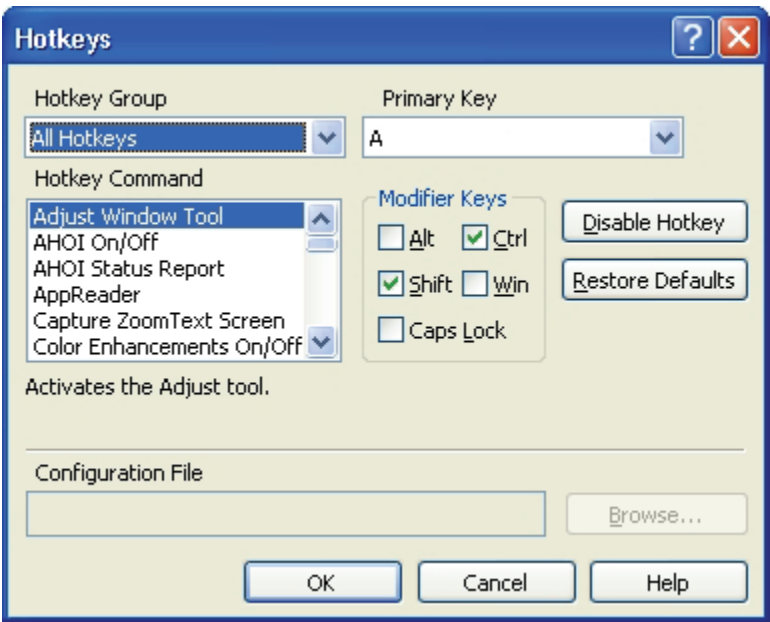 Hotkeys
Hotkey Group
Primary Key
All Hotkeys
A
Hotkey Command
Modifier Keys
Adjust Window Tool
AHOI On/Off
AHOI Status Report
AppReader
Capture ZoomText Screen
Color Enhancements On/Off
Alt
Ctrl
Shift
Win
Caps Lock
Disable Hotkey
Restore Defaults
Activates the Adjust tool.
Configuration File
Browse...
OK
Cancel
Help